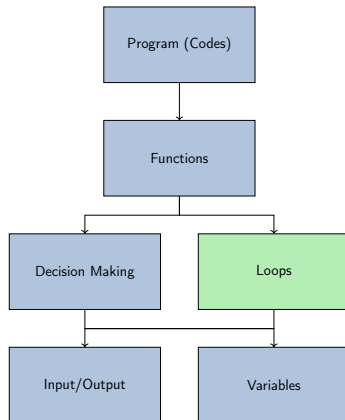 Program (Codes)
Functions
Decision Making
Loops
Input/Output
Variables